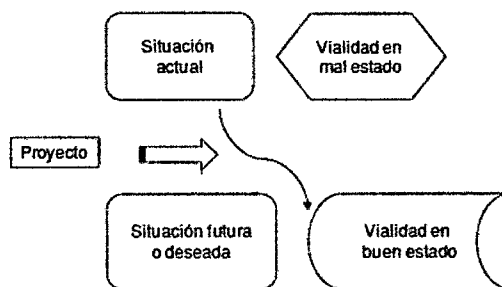 Situación
actual
Vialidad en
mal estado
Proyecto
Situación futura
o deseada
Vialidad en
buen estado